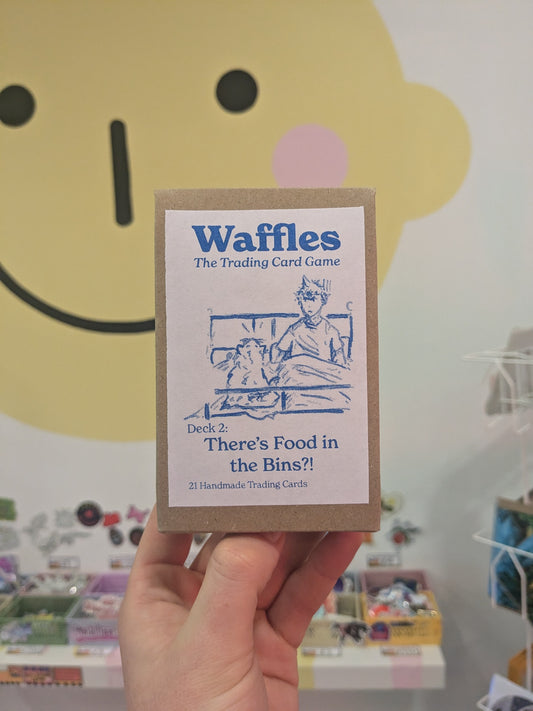 Waffles
The Trading Card Game
Deck 2:
There's Food in
the Bins?!
21 Handmade Trading Cards